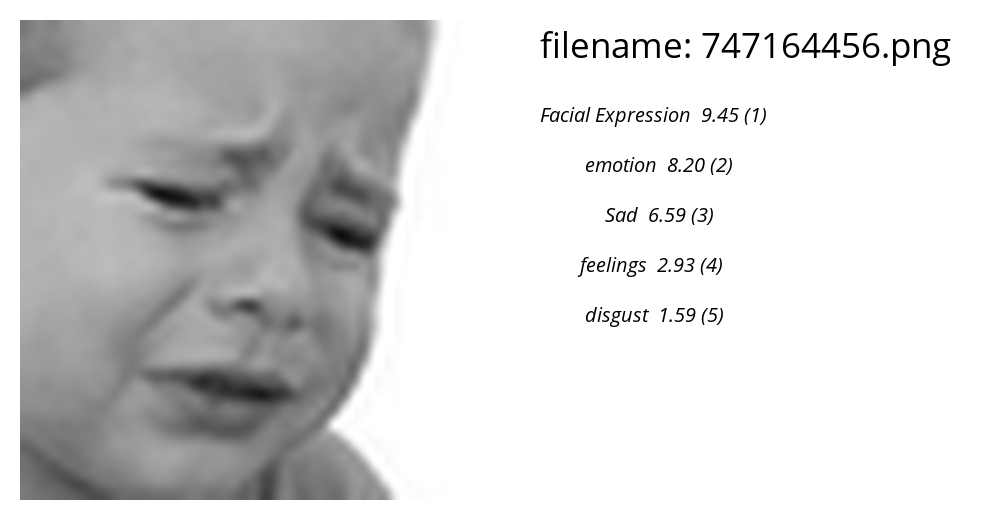 filename: 747164456.png
Facial Expression 9.45 (1)
emotion 8.20 (2)
Sad 6.59 (3)
feelings 2.93 (4)
disgust 1.59 (5)